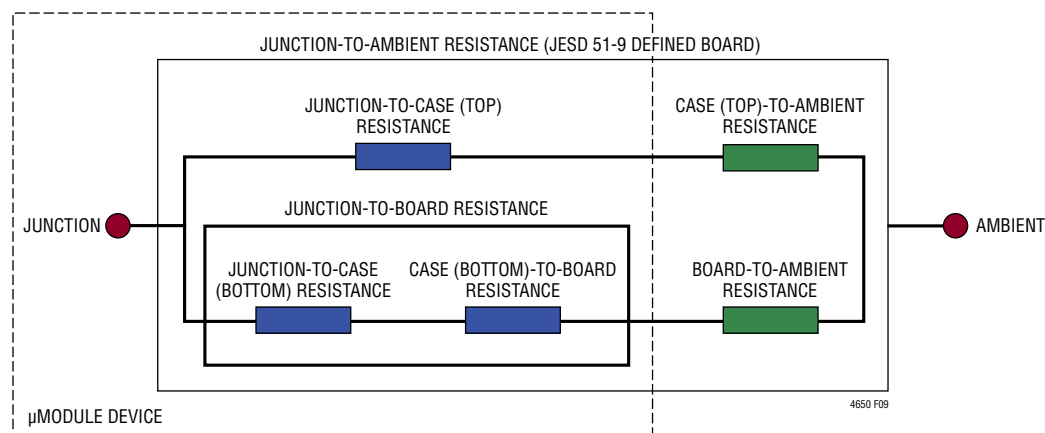 JUNCTION-TO-AMBIENT RESISTANCE (JESD 51-9 DEFINED BOARD)
JUNCTION-TO-CASE (TOP)
RESISTANCE
CASE (TOP)-TO-AMBIENT
RESISTANCE
JUNCTION
JUNCTION-TO-BOARD RESISTANCE
AMBIENT
JUNCTION-TO-CASE
(BOTTOM) RESISTANCE
CASE (BOTTOM)-TO-BOARD
RESISTANCE
BOARD-TO-AMBIENT
RESISTANCE
4650 F09
µMODULE DEVICE